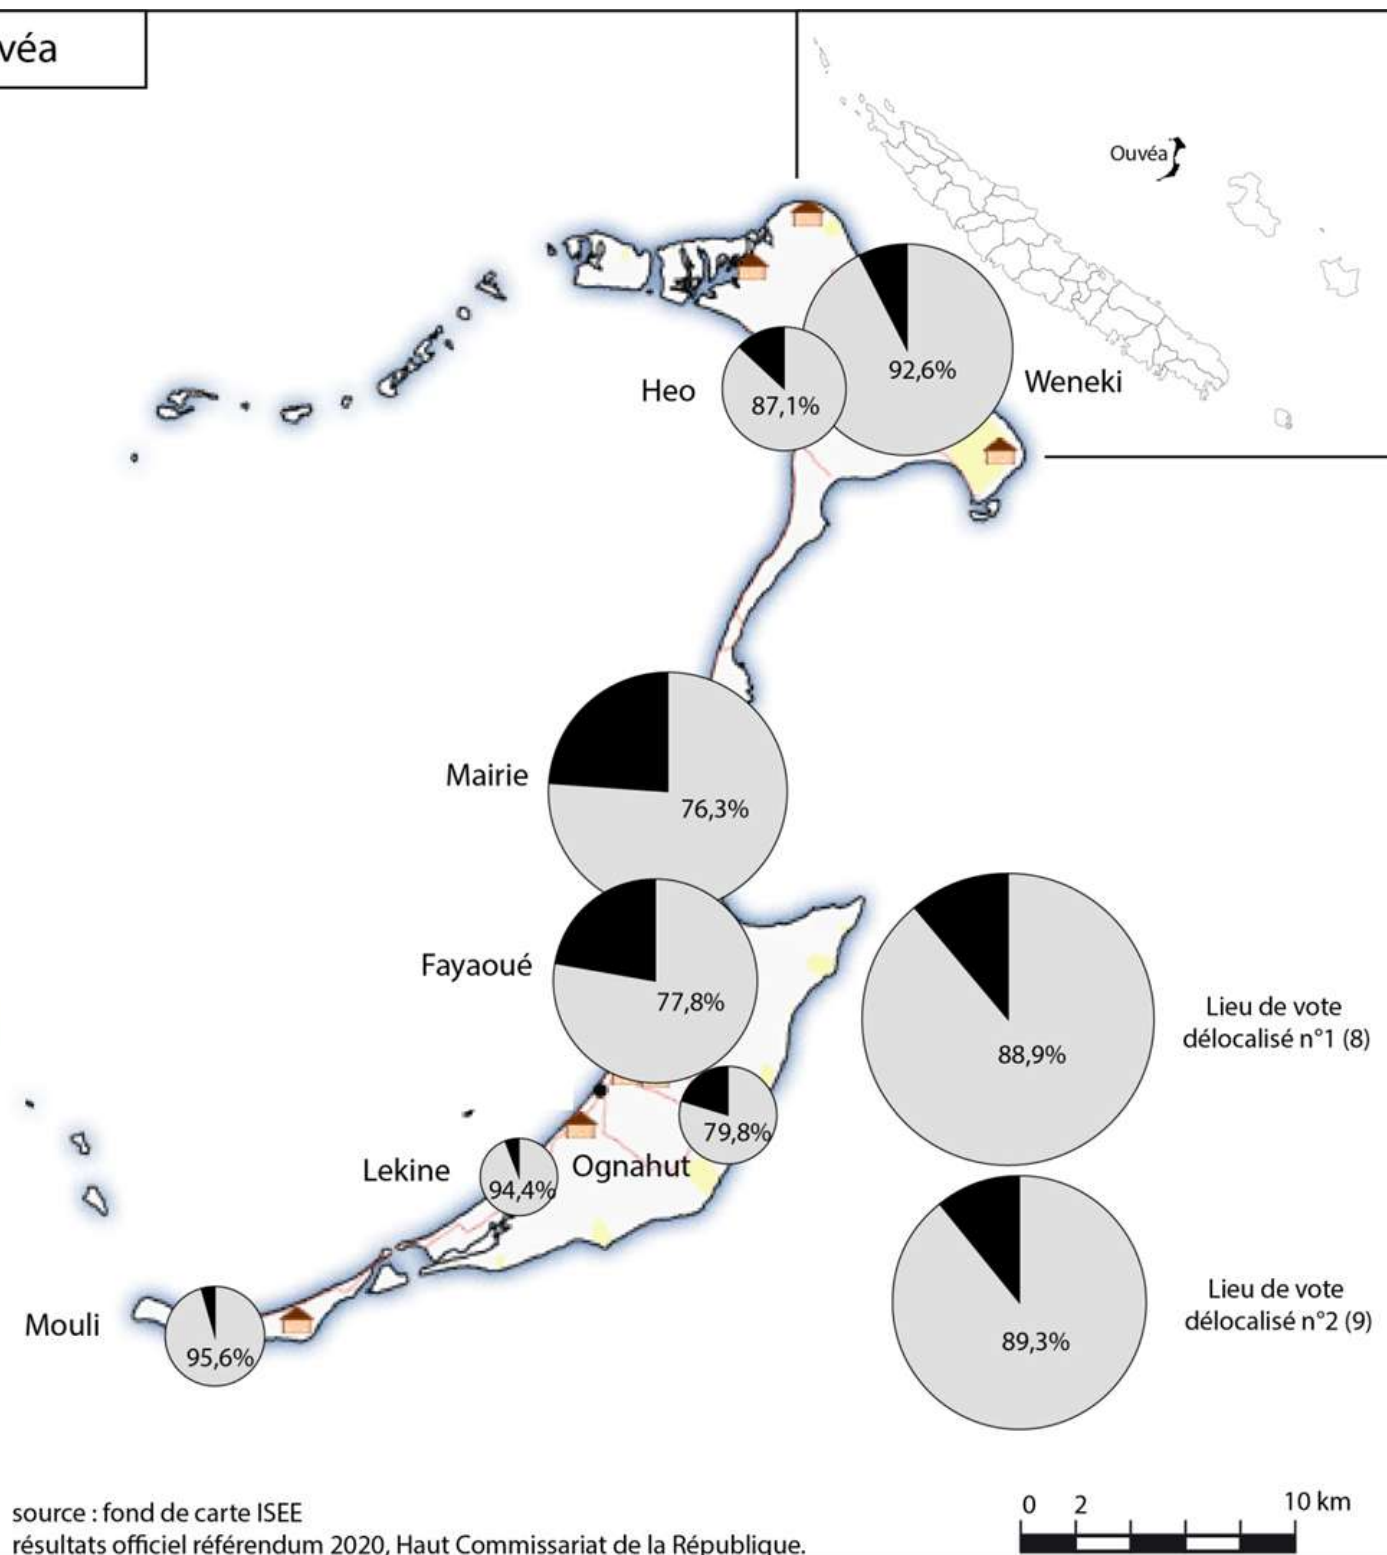 véa
Ouvéa
92,6%
Weneki
Heo
87,1%
Mairie
76,3%
Fayaoué
77,8%
Lieu de vote
délocalisé n°1 (8)
88,9%
79,8%
Lekine
Ognahut
94,4%
Lieu de vote
délocalisé n°2 (9)
89,3%
Mouli
95,6%
0 2 10 km
source : fond de carte ISEE
résultats officiel référendum 2020, Haut Commissariat de la République.